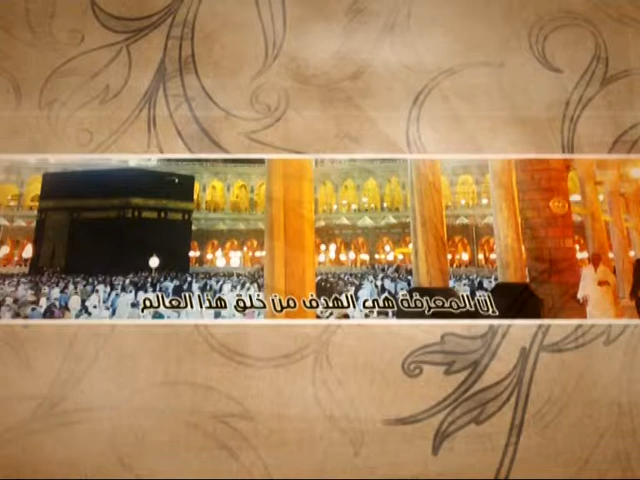 إن المعرفة هي الهدف من خلق هذا العالم